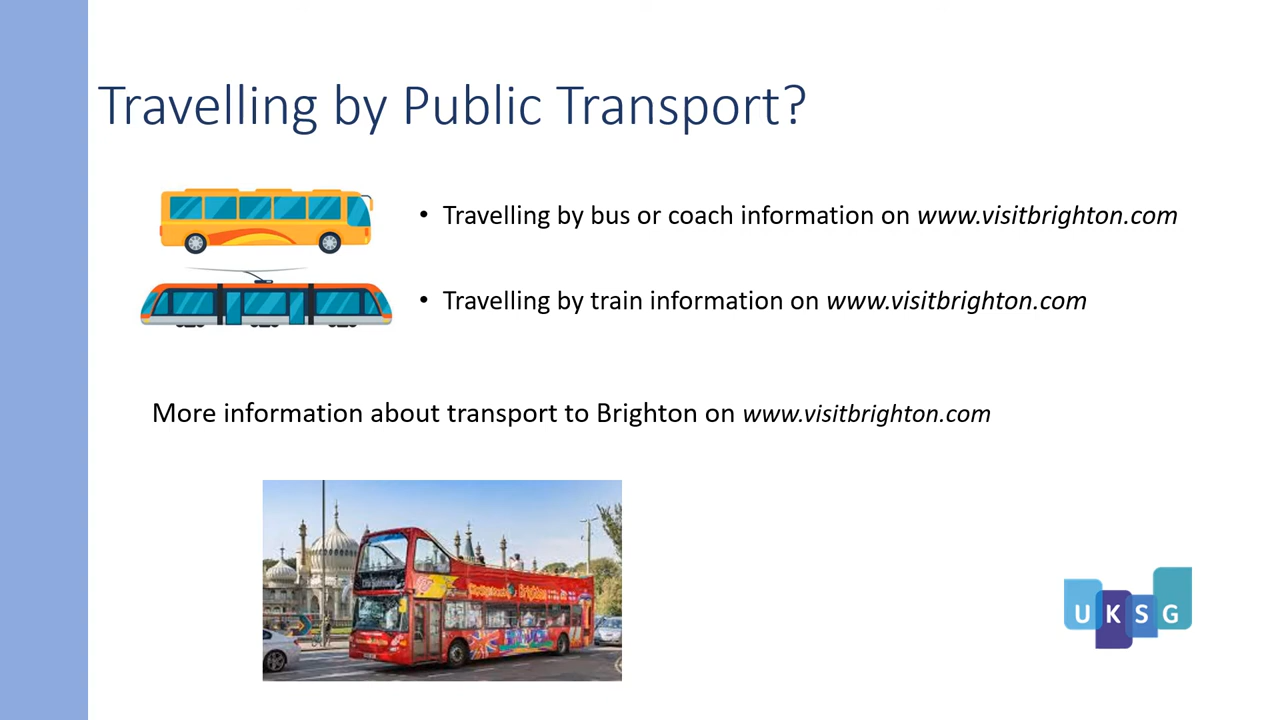 Travelling by Public Transport?
• Travelling by bus or coach information on www.visitbrighton.com
• Travelling by train information on www.visitbrighton.com
More information about transport to Brighton on www.visitbrighton.com
Brighton
UKSG